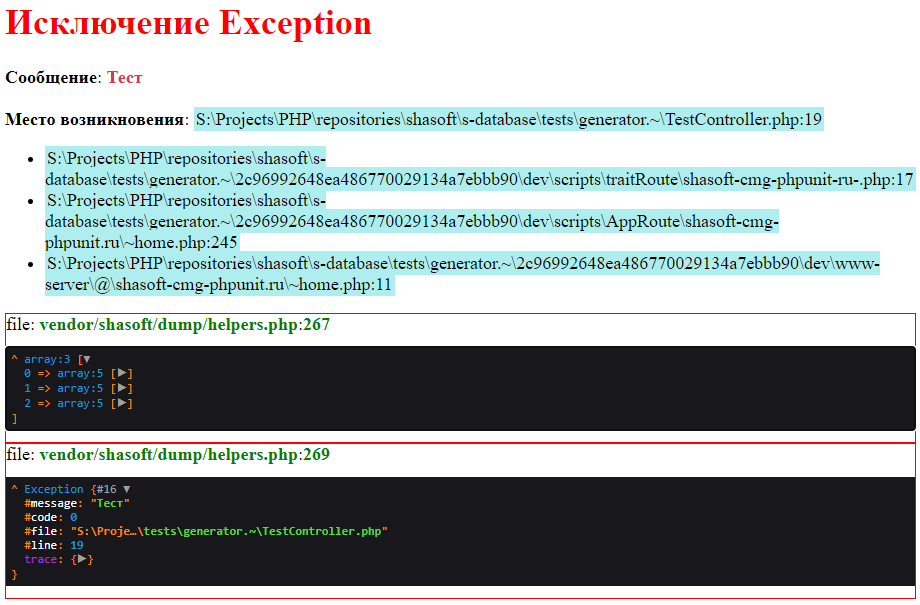 Исключение Exception
Сообщение: Тест
Место возникновения: S:\Projects\PHP\repositories\shasoft\s-database\tests\generator.~\TestController.php:19
S:\Projects\PHP\repositories\shasoft\s-
database\tests\generator.~\2c96992648ea486770029134a7ebbb90\dev\scripts\traitRoute\shasoft-cmg-phpunit-ru-.php:17
S:\Projects\PHP\repositories\shasoft\s-
database\tests\generator.~\2c96992648ea486770029134a7ebbb90\dev\scripts\AppRoute\shasoft-cmg-
phpunit.ru\~home.php:245
S:\Projects\PHP\repositories\shasoft\s-database\tests\generator.~\2c96992648ea486770029134a7ebbb90\dev\www-
server\@\shasoft-cmg-phpunit.ru\~home.php:11
file: vendor/shasoft/dump/helpers.php:267
^ array:3 [▼
0 => array:5 [▶]
1 => array:5 [▶]
2 => array:5 [▶]
]
file: vendor/shasoft/dump/helpers.php:269
^ Exception {#16 ▼
#message: "Тест"
#code: 0
#file: "S:\Proje…\tests\generator.~\TestController.php"
#line: 19
trace: {▶}
}